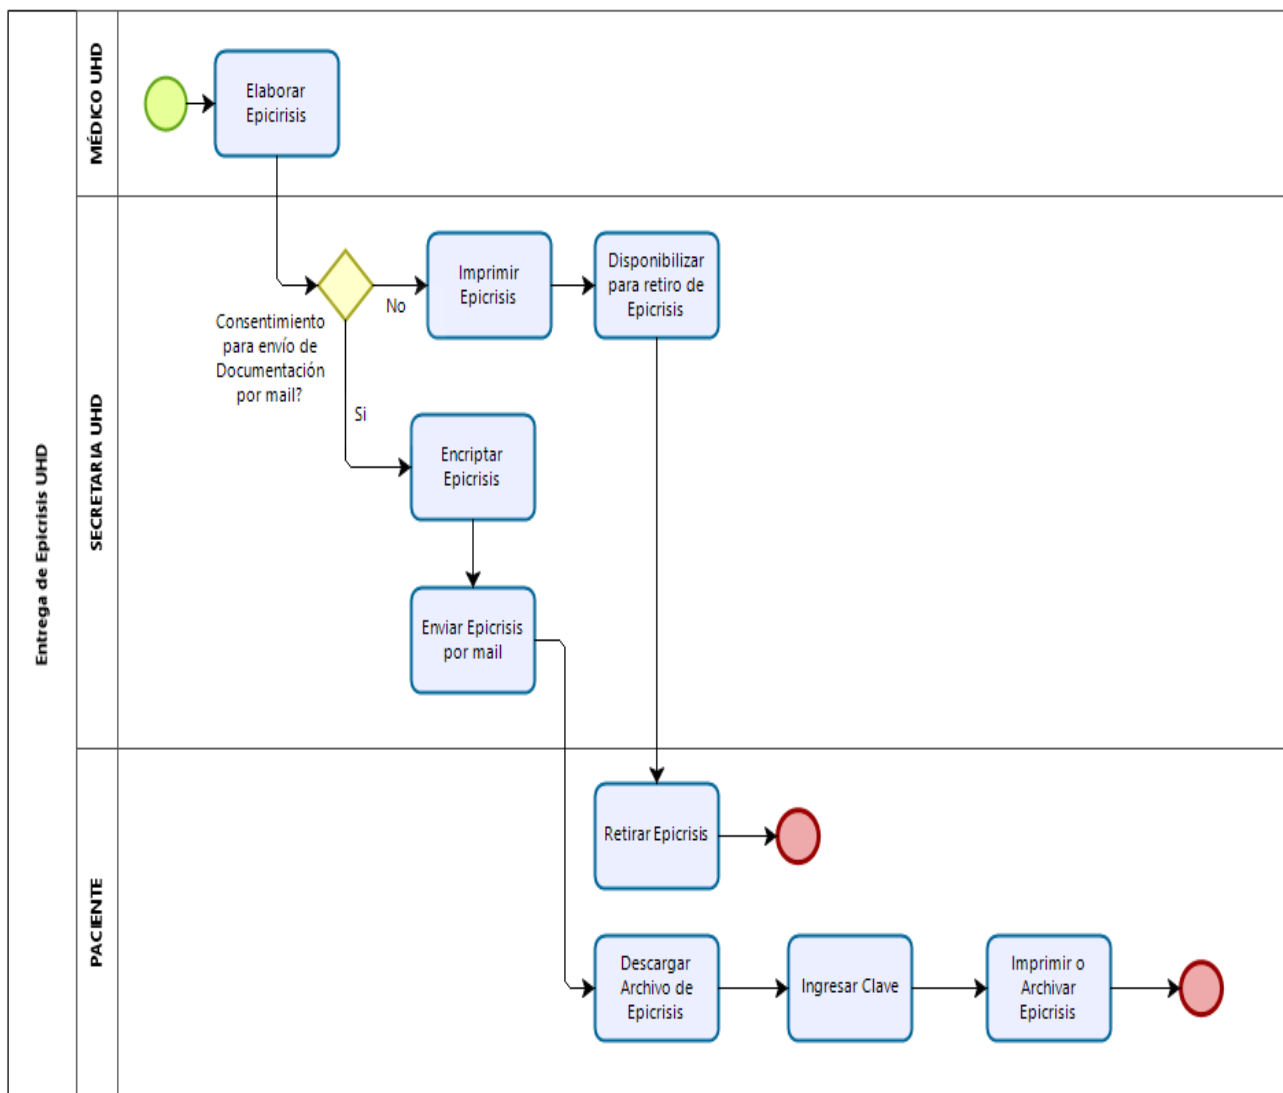 Entrega de Epicrisis UHD
MÉDICO UHD
Elaborar
Epicirisis
SECRETARIA UHD
Consentimiento
para envío de
Documentación
por mail?
No
Imprimir
Epicrisis
Disponibilizar
para retiro de
Epicrisis
Si
Encriptar
Epicrisis
Enviar Epicrisis
por mail
PACIENTE
Retirar Epicrisis
Descargar
Archivo de
Epicrisis
Ingresar Clave
Imprimir o
Archivar
Epicrisis